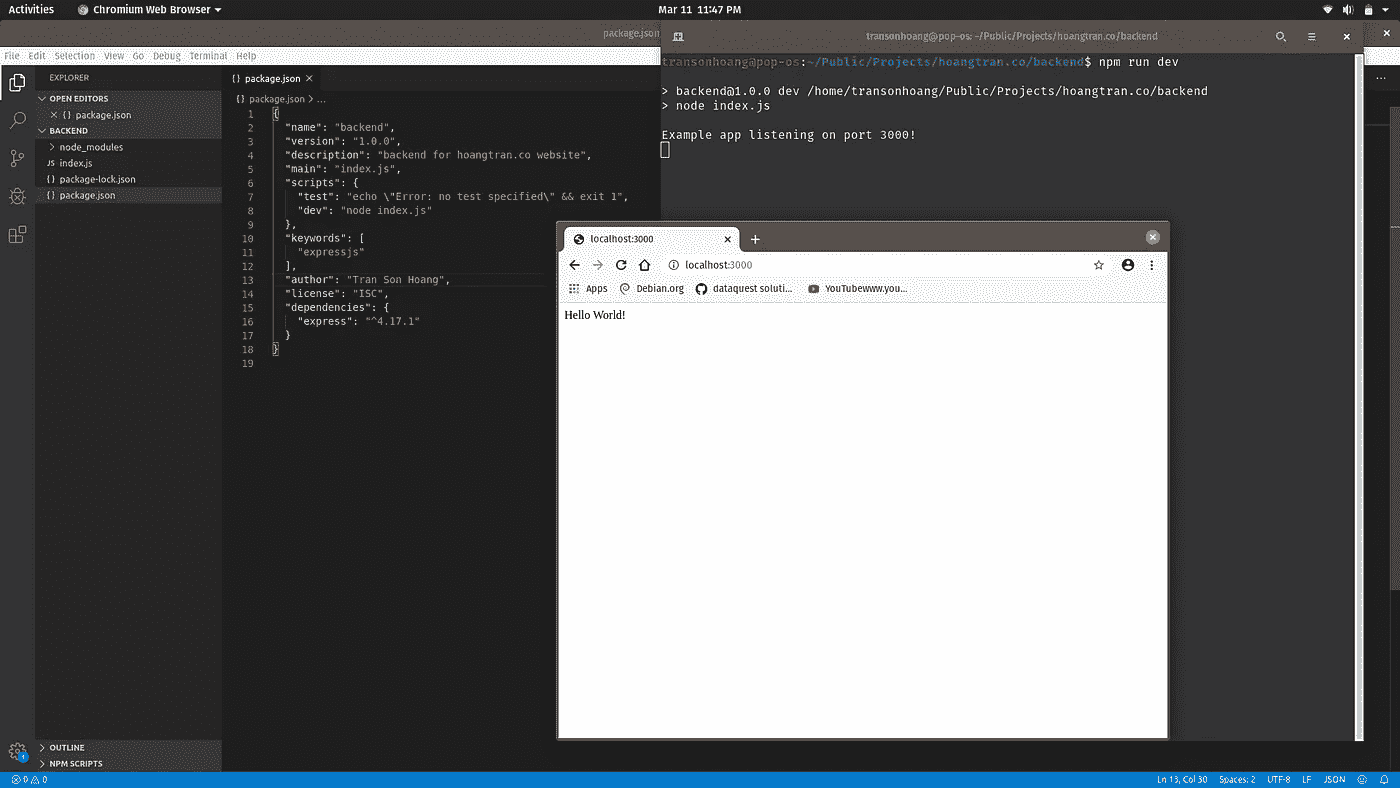 Activities Chromium Web Browser Mar 11 11:47 PM
package.json
File Edit Selection View Go Debug Terminal Help
EXPLORER
OPEN EDITORS
{} package.json
BACKEND
node_modules
JS index.js
{} package-lock.json
{} package.json
OUTLINE
NPM SCRIPTS
{} package.json
{} package.json > ...
1 {
2 "name": "backend",
3 "version": "1.0.0",
4 "description": "backend for hoangtran.co website",
5 "main": "index.js",
6 "scripts": {
7 "test": "echo \"Error: no test specified\" && exit 1",
8 "dev": "node index.js"
9 },
10 "keywords": [
11 "expressjs"
12 ],
13 "author": "Tran Son Hoang",
14 "license": "ISC",
15 "dependencies": {
16 "express": "^4.17.1"
17 }
18 }
19
transonhoang@pop-os: ~/Public/Projects/hoangtran.co/backend
transonhoang@pop-os:~/Public/Projects/hoangtran.co/backend$ npm run dev
> backend@1.0.0 dev /home/transonhoang/Public/Projects/hoangtran.co/backend
> node index.js
Example app listening on port 3000!
localhost:3000
localhost:3000
Apps Debian.org dataquest soluti... YouTubewww.you...
Hello World!
0 0 Ln 13, Col 30 Spaces: 2 UTF-8 LF JSON